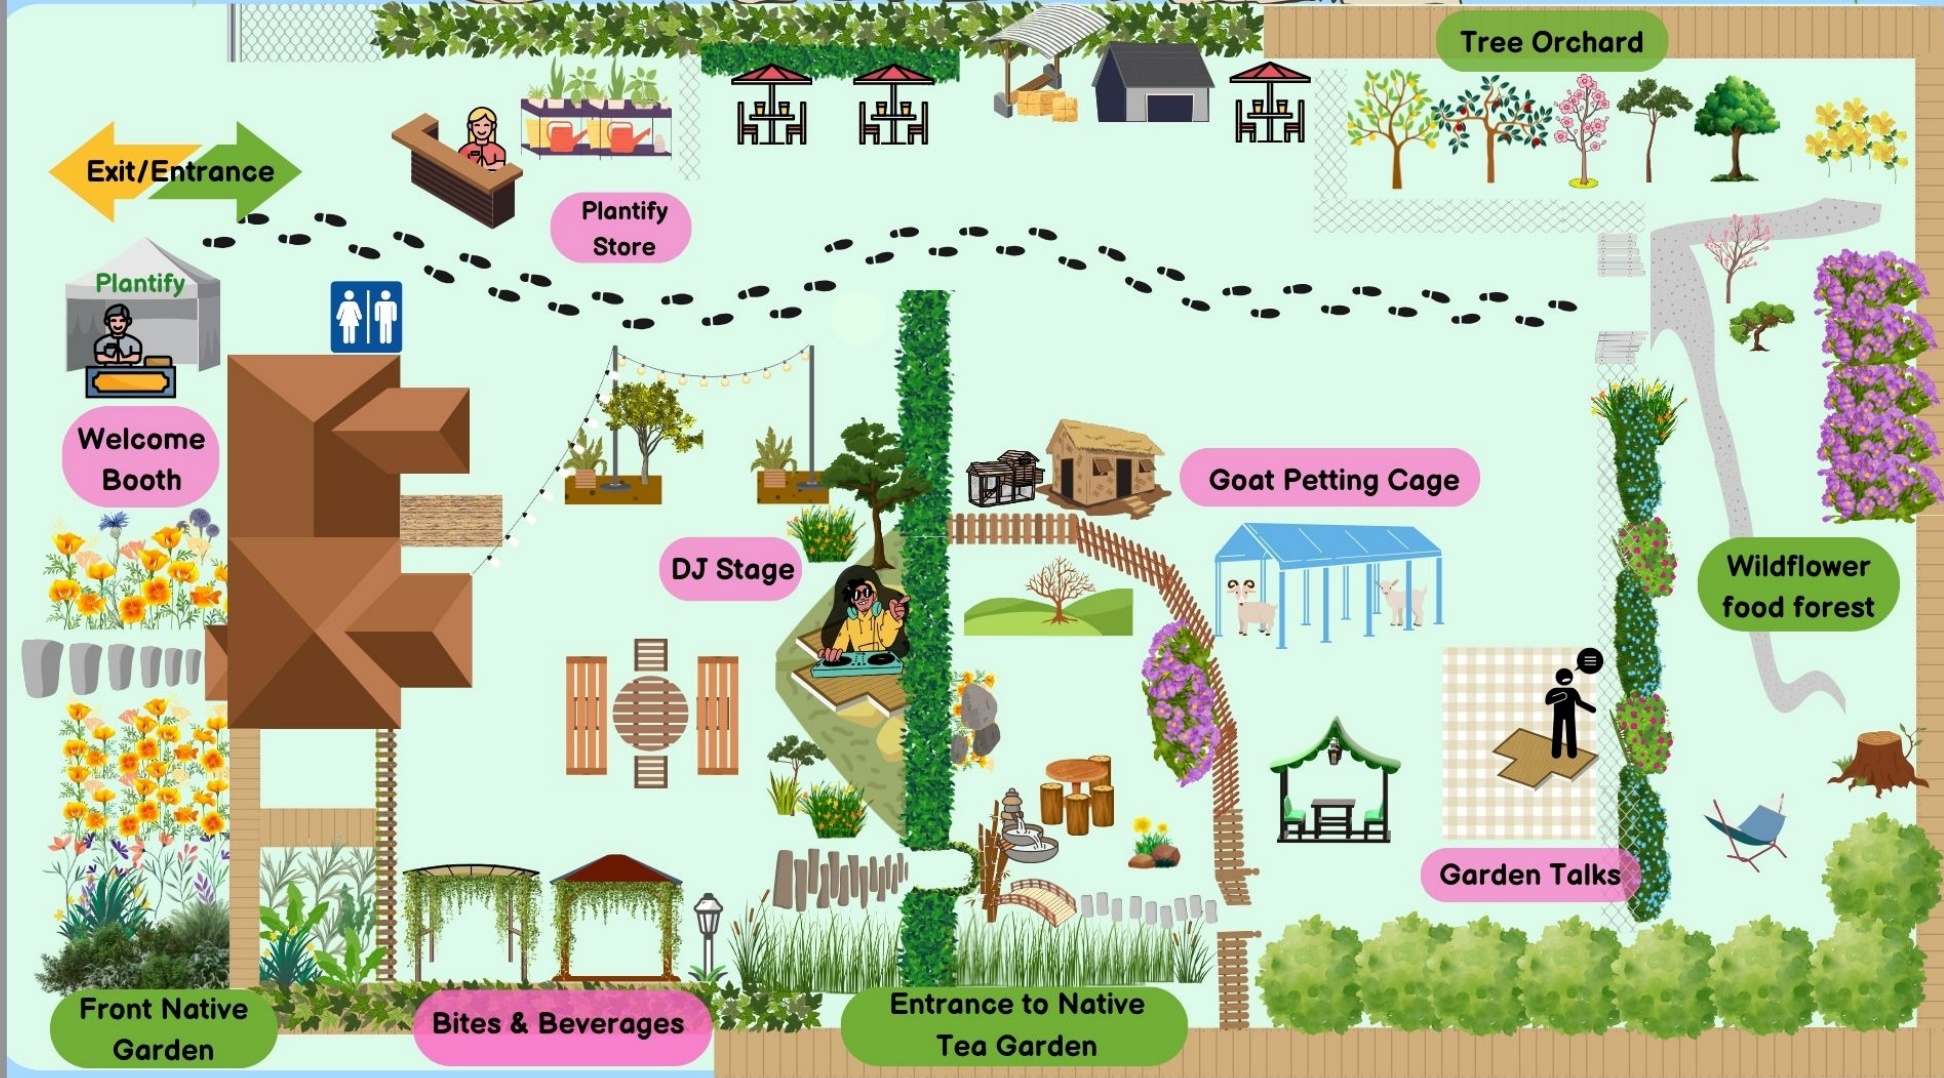 Tree Orchard
Exit/Entrance
Plantify
Store
Plantify
Welcome
Booth
Goat Petting Cage
DJ Stage
Wildflower
food forest
Garden Talks
Front Native
Garden
Bites & Beverages
Entrance to Native
Tea Garden